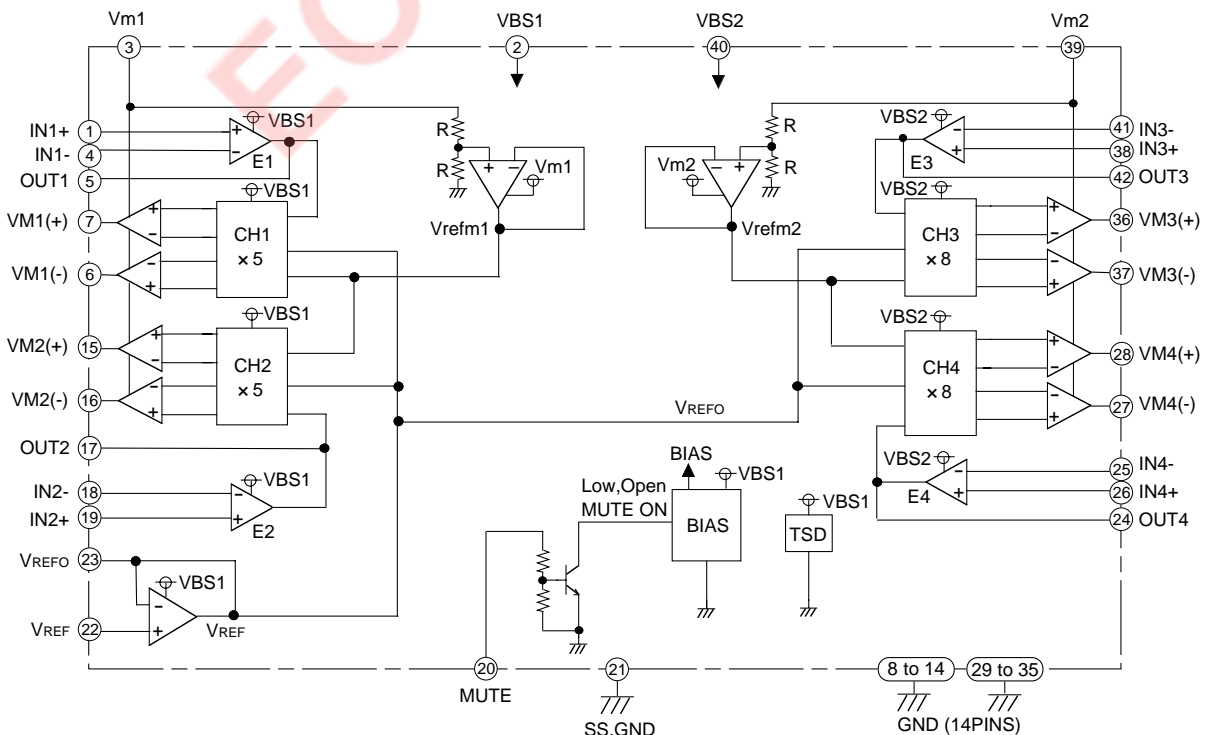 Vm1
VBS1
VBS2
Vm2
3
2
40
39
EO
IN1+ 1
IN1- 4
OUT1 5
+
-
E1
VBS1
R
R
+ -
Vm1
Vrefm1
Vm2
- +
R
R
Vrefm2
VBS2
-
+
E3
41 IN3-
38 IN3+
42 OUT3
VM1(+) 7
VM1(-) 6
+
-
-
+
VBS1
CH1
×5
VBS2
CH3
×8
+
-
-
+
36 VM3(+)
37 VM3(-)
VM2(+) 15
VM2(-) 16
+
-
-
+
VBS1
CH2
×5
VBS2
CH4
×8
+
-
-
+
28 VM4(+)
27 VM4(-)
OUT2 17
IN2- 18
IN2+ 19
-
+
VBS1
E2
VREFO
VBS2
-
+
E4
25 IN4-
26 IN4+
24 OUT4
BIAS
VBS1
Low,Open
MUTE ON
BIAS
VBS1
TSD
VREFO 23
VREF 22
-
+
VBS1
VREF
20
MUTE
21
SS.GND
8 to 14
29 to 35
GND (14PINS)